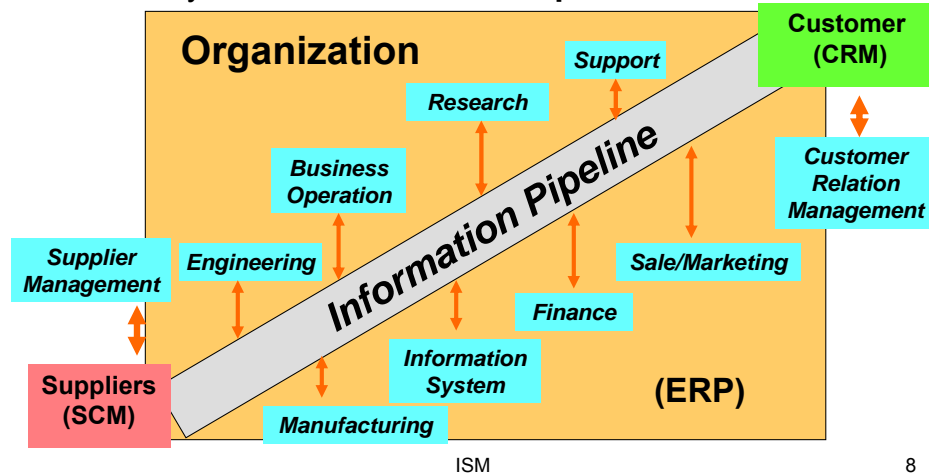 Organization
Customer
(CRM)
Support
Research
Business
Operation
Information Pipeline
Customer
Relation
Management
Supplier
Management
Engineering
Sale/Marketing
Finance
Information
System
Suppliers
(SCM)
Manufacturing
(ERP)
ISM
8